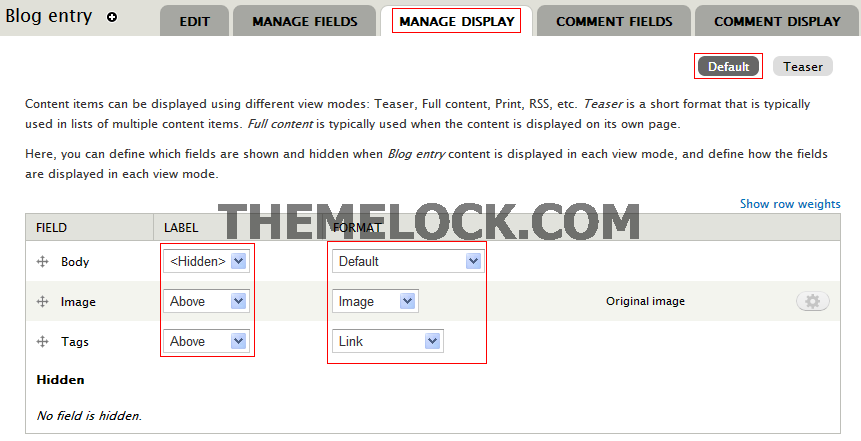 Blog entry
EDIT
MANAGE FIELDS
MANAGE DISPLAY
COMMENT FIELDS
COMMENT DISPLAY
Default
Teaser
Content items can be displayed using different view modes: Teaser, Full content, Print, RSS, etc. Teaser is a short format that is typically
used in lists of multiple content items. Full content is typically used when the content is displayed on its own page.
Here, you can define which fields are shown and hidden when Blog entry content is displayed in each view mode, and define how the fields
are displayed in each view mode.
Show row weights
THEMELOCK.COM
FIELD LABEL FORMAT
Body <Hidden> Default
Image Above Image Original image
Tags Above Link
Hidden
No field is hidden.